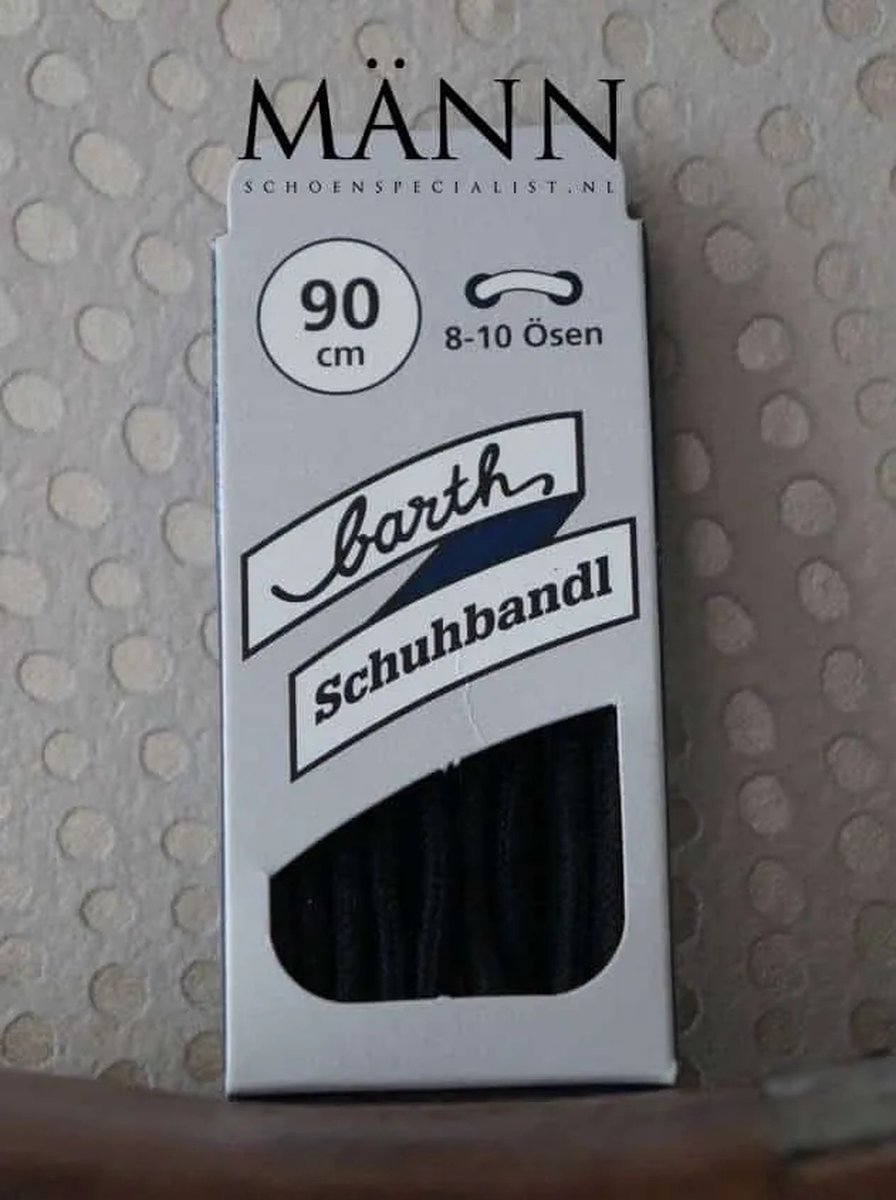 MÄNN
SCHOENSPECIALIST.NL
90
cm
8-10 Ösen
barth
Schuhbandl